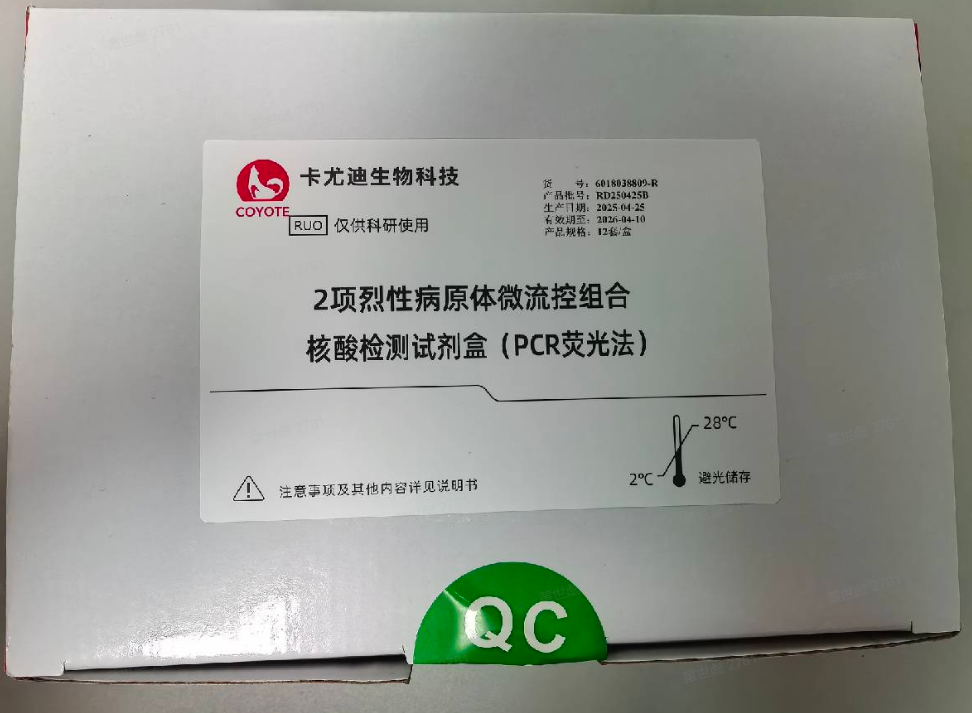 卡尤迪生物科技
COYOTE
RUO 仅供科研使用
货 号：6018038809-R
产品批号：RD250425B
生产日期：2025-04-25
有效期至：2026-04-10
产品规格：12套/盒
2项烈性病原体微流控组合
核酸检测试剂盒（PCR荧光法）
28℃
2℃
避光储存
注意事项及其他内容详见说明书
QC